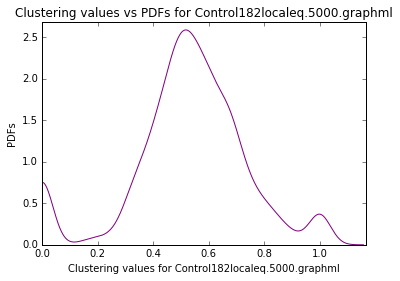 Clustering values vs PDFs for Control182localeq.5000.graphml
2.5
2.0
1.5
1.0
0.5
0.0
PDFs
0.0 0.2 0.4 0.6 0.8 1.0
Clustering values for Control182localeq.5000.graphml